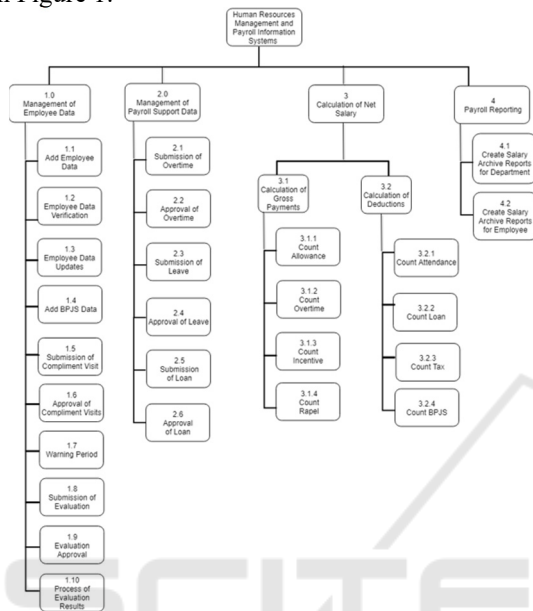 Human Resources
Management and
Payroll Information
Systems
1.0
Management of
Employee Data
1.1
Add Employee
Data
1.2
Employee Data
Verification
1.3
Employee Data
Updates
1.4
Add BPJS Data
1.5
Submission of
Compliment Visit
1.6
Approval of
Compliment Visits
1.7
Warning Period
1.8
Submission of
Evaluation
1.9
Evaluation
Approval
1.10
Process of
Evaluation
Results
2.0
Management of
Payroll Support Data
2.1
Submission of
Overtime
2.2
Approval of
Overtime
2.3
Submission of
Leave
2.4
Approval of Leave
2.5
Submission
of Loan
2.6
Approval
of Loan
3
Calculation of Net
Salary
3.1
Calculation of
Gross
Payments
3.1.1
Count
Allowance
3.1.2
Count
Overtime
3.1.3
Count
Incentive
3.1.4
Count
Rapel
3.2
Calculation of
Deductions
3.2.1
Count Attendance
3.2.2
Count Loan
3.2.3
Count Tax
3.2.4
Count BPJS
4
Payroll Reporting
4.1
Create Salary
Archive Reports
for Department
4.2
Create Salary
Archive Reports
for Employee